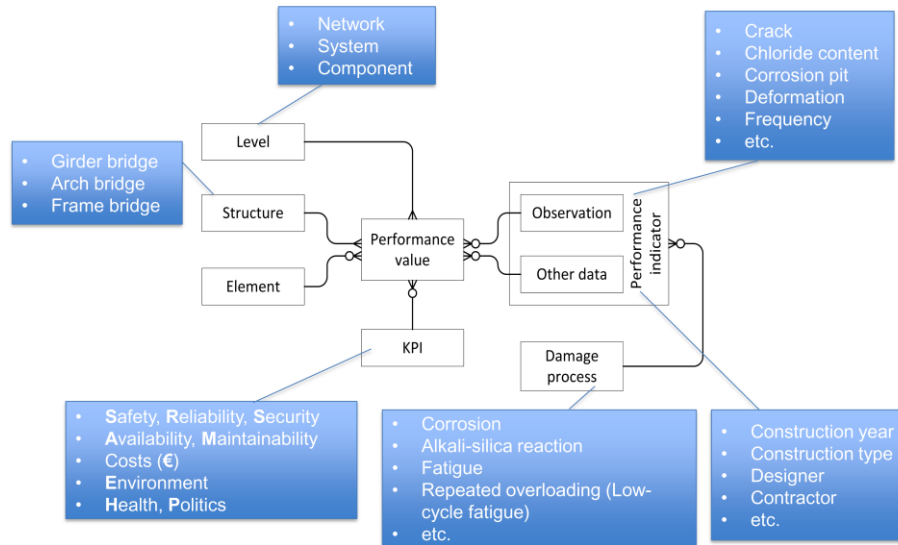 • Network
• System
• Component
• Crack
• Chloride content
• Corrosion pit
• Deformation
• Frequency
• etc.
Level
• Girder bridge
• Arch bridge
• Frame bridge
Structure
Element
Performance
value
Observation
Other data
Performance
indicator
KPI
Damage
process
• Safety, Reliability, Security
• Availability, Maintainability
• Costs (€)
• Environment
• Health, Politics
• Corrosion
• Alkali-silica reaction
• Fatigue
• Repeated overloading (Low-
cycle fatigue)
• etc.
• Construction year
• Construction type
• Designer
• Contractor
• etc.